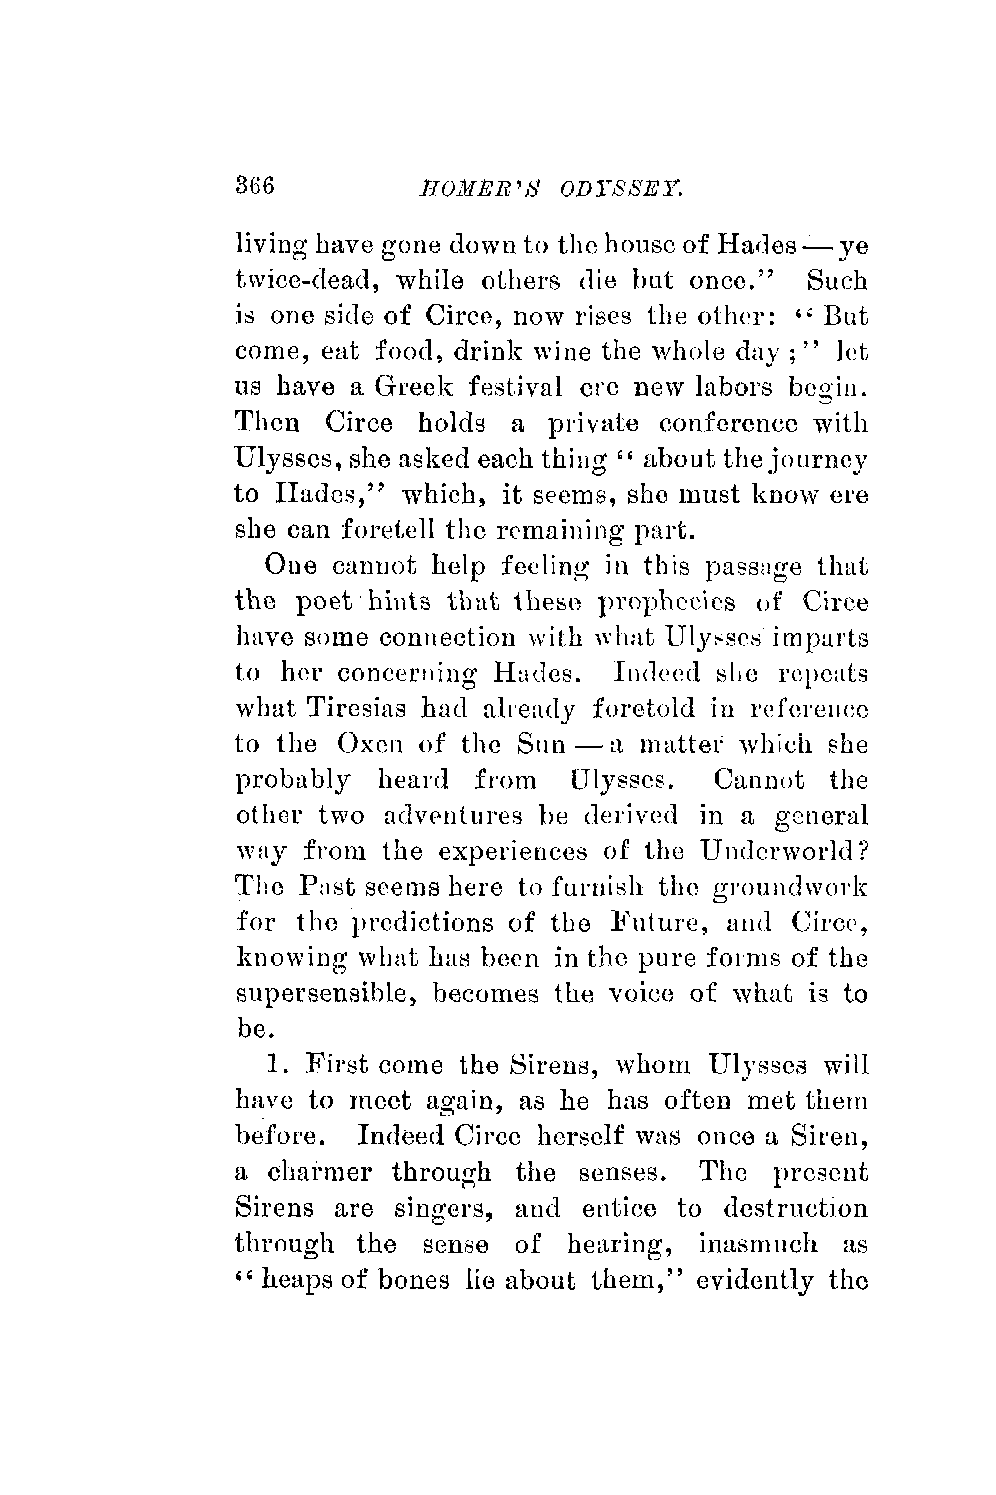 366 HOMER'S ODYSSEY.
living have gone down to the house of Hades — ye
twice-dead, while others die but once." Such
is one side of Circe, now rises the other: "But
come, eat food, drink wine the whole day;" let
us have a Greek festival ere new labors begin.
Then Circe holds a private conference with
Ulysses, she asked each thing "about the journey
to Hades," which, it seems, she must know ere
she can foretell the remaining part.
One cannot help feeling in this passage that
the poet hints that these prophecies of Circe
have some connection with what Ulysses imparts
to her concerning Hades. Indeed she repeats
what Tiresias had already foretold in reference
to the Oxen of the Sun — a matter which she
probably heard from Ulysses. Cannot the
other two adventures be derived in a general
way from the experiences of the Underworld?
The Past seems here to furnish the groundwork
for the predictions of the Future, and Circe,
knowing what has been in the pure forms of the
supersensible, becomes the voice of what is to
be.
1. First come the Sirens, whom Ulysses will
have to meet again, as he has often met them
before. Indeed Circe herself was once a Siren,
a charmer through the senses. The present
Sirens are singers, and entice to destruction
through the sense of hearing, inasmuch as
"heaps of bones lie about them," evidently the